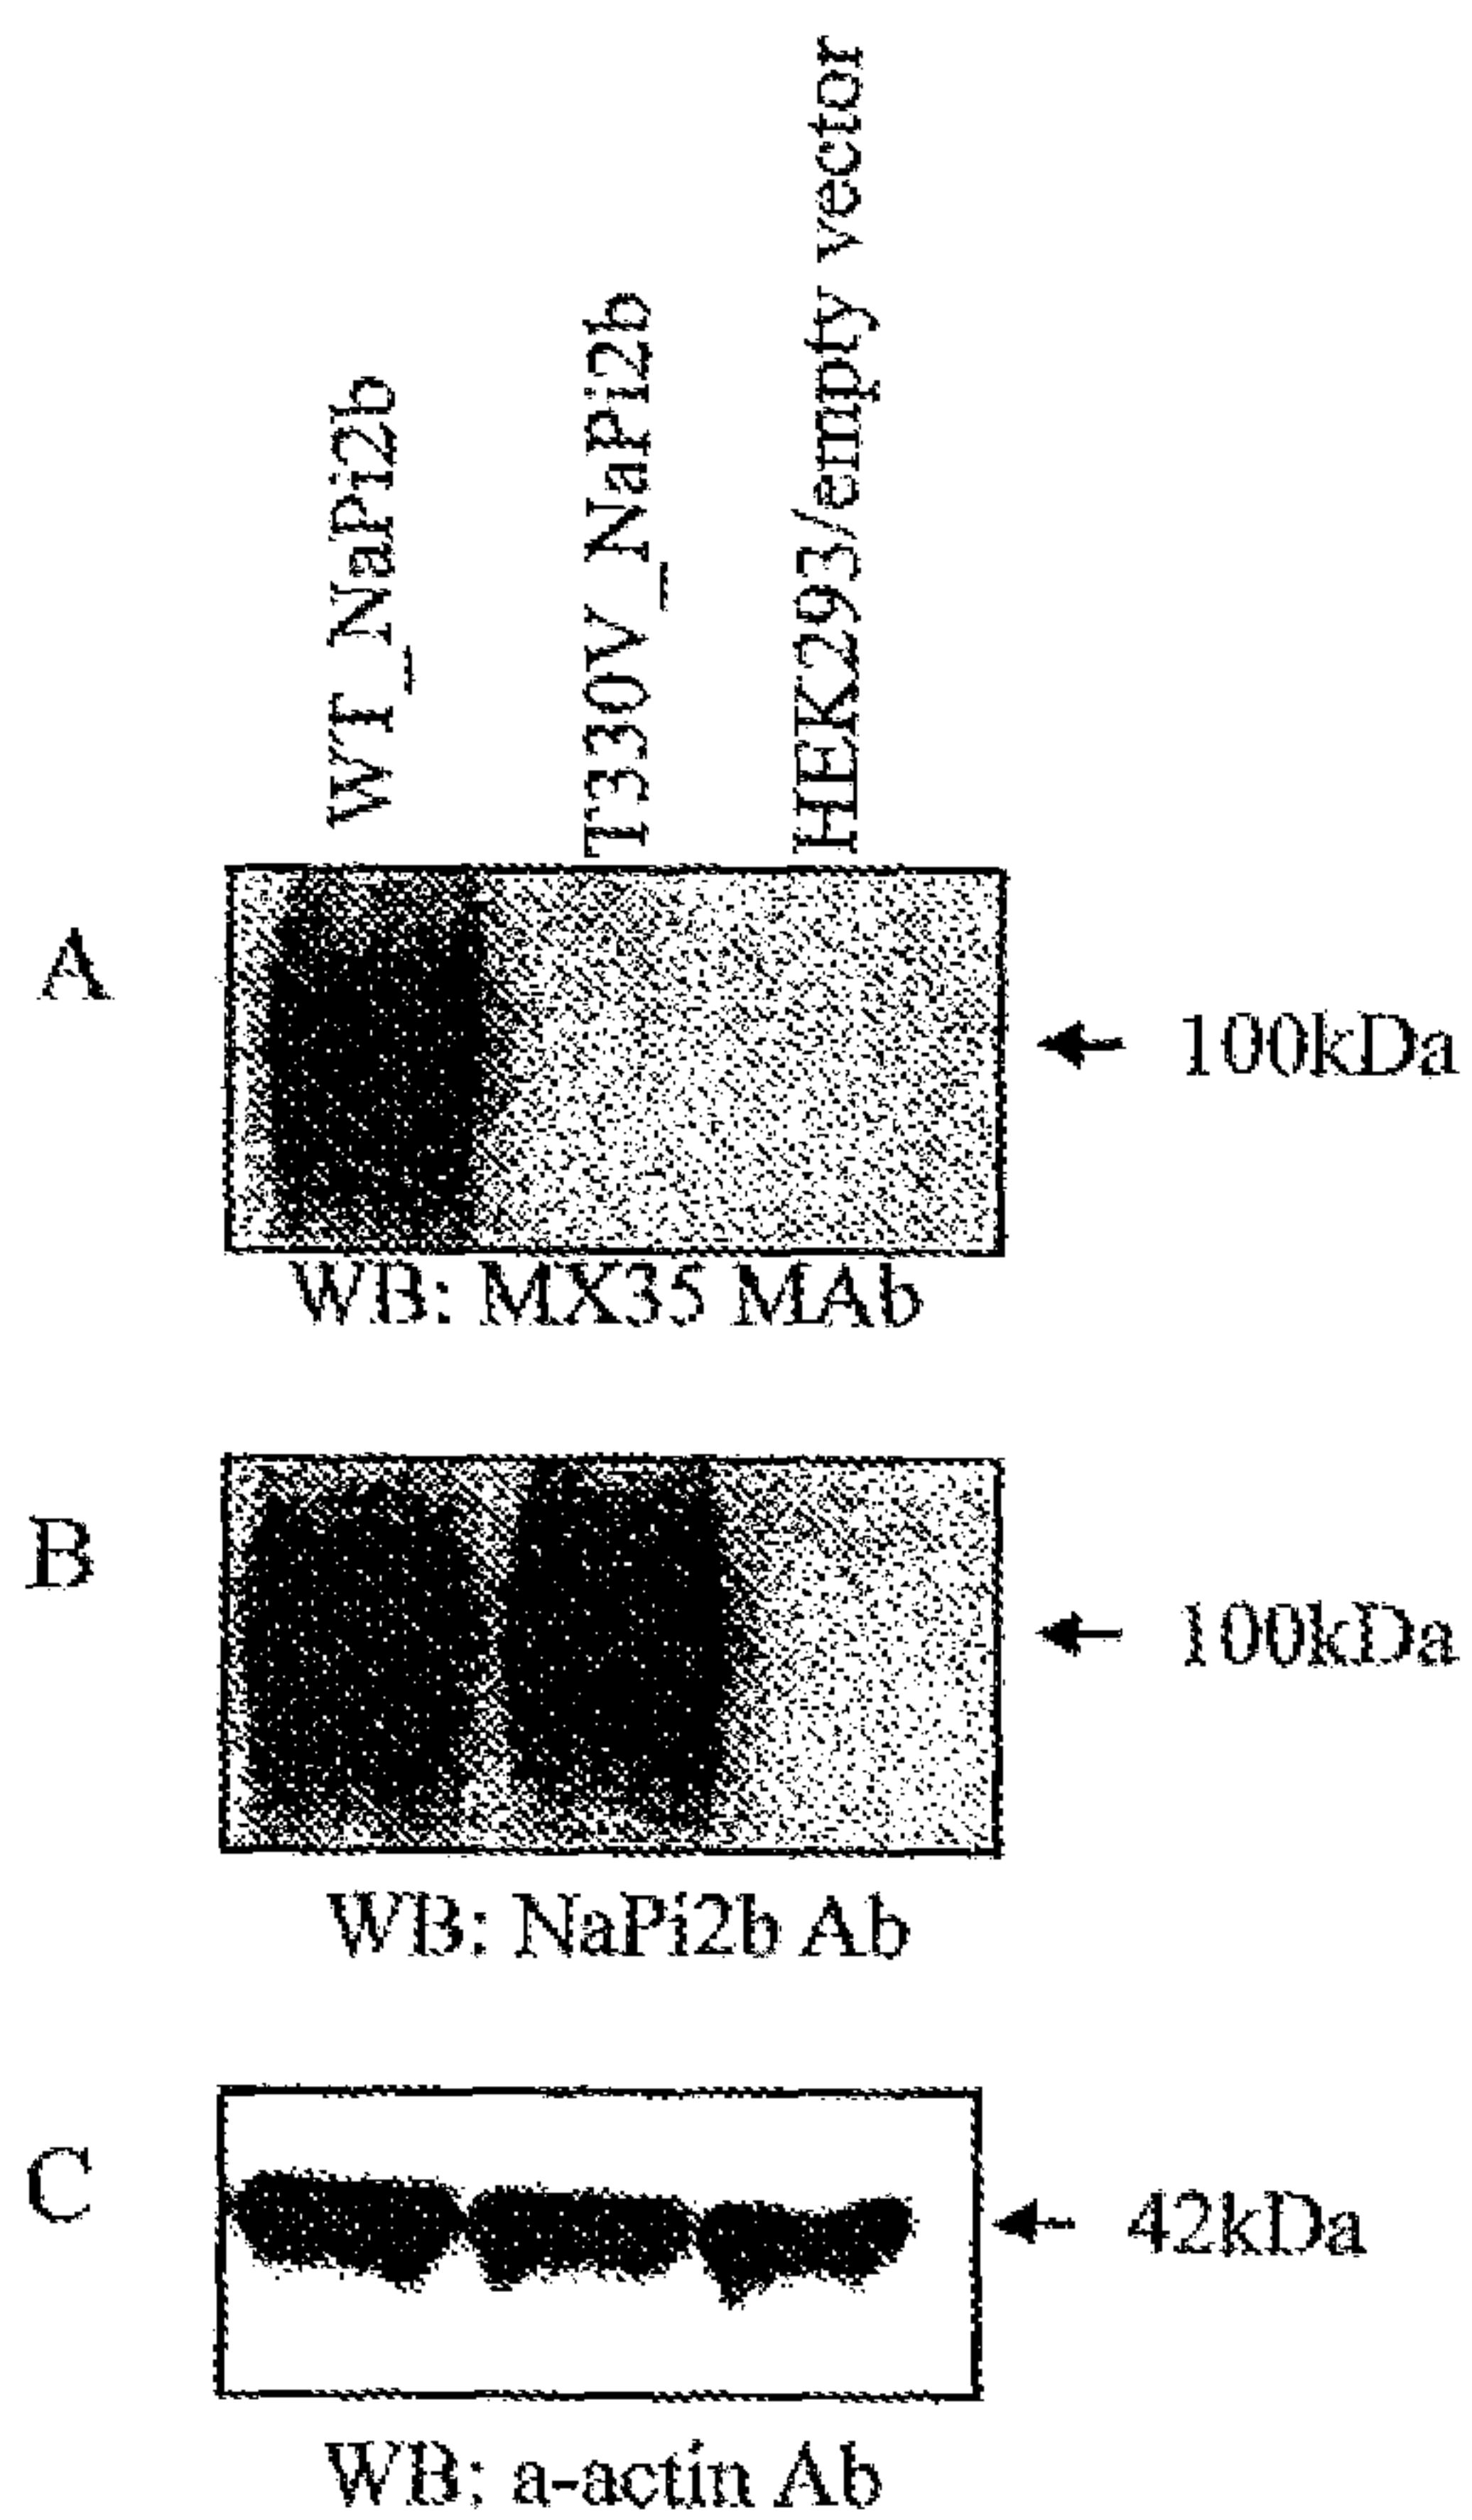 WT_NaPi2b
T330V_NaPi2b
HEK293/empty vector
A
100kDa
WB: MX35 MAb
B
100kDa
WB: NaPi2b Ab
C
42kDa
WB: a-actin Ab